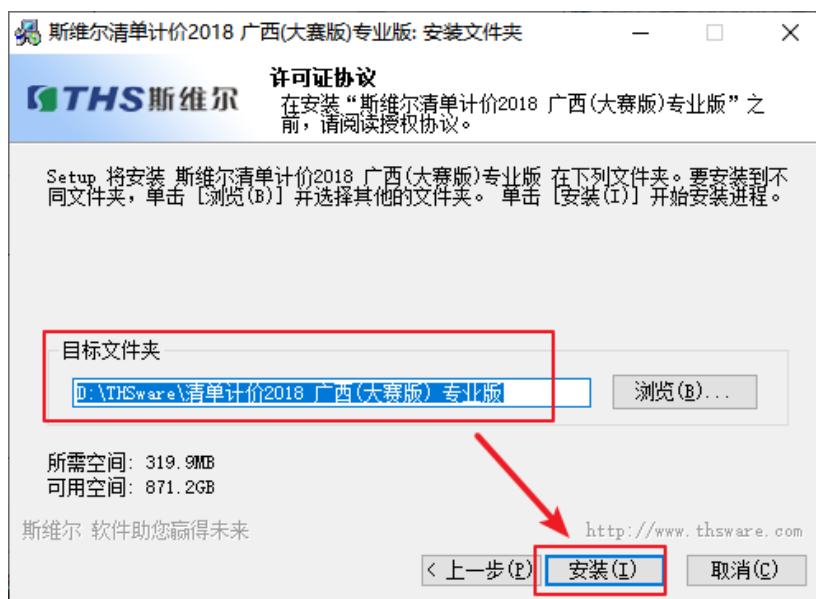 斯维尔清单计价2018 广西(大赛版)专业版: 安装文件夹
THS斯维尔
许可证协议
在安装“斯维尔清单计价2018 广西(大赛版)专业版”之
前,请阅读授权协议。
Setup 将安装 斯维尔清单计价2018 广西(大赛版)专业版 在下列文件夹。要安装到不
同文件夹,单击 [浏览(B)] 并选择其他的文件夹。 单击 [安装(I)] 开始安装进程。
目标文件夹
D:\THSware\清单计价2018 广西(大赛版) 专业版
浏览(B)...
所需空间: 319.9MB
可用空间: 871.2GB
斯维尔 软件助您赢得未来
http://www.thsware.com
< 上一步(P)
安装(I)
取消(C)